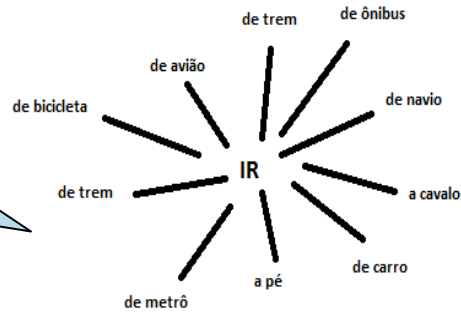 de ônibus
de trem
de avião
de navio
de bicicleta
IR
de trem
a cavalo
de carro
a pé
de metrô